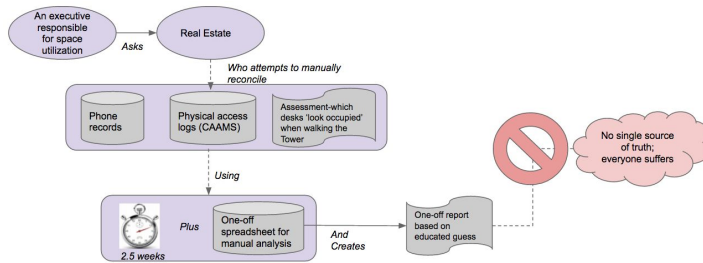 An executive
responsible
for space
utilization
Asks
Real Estate
Who attempts to manually
reconcile
Phone
records
Physical access
logs (CAAMS)
Assessment-which
desks ‘look occupied’
when walking the
Tower
Using
2.5 weeks
Plus
One-off
spreadsheet for
manual analysis
And
Creates
One-off report
based on
educated guess
No single source
of truth;
everyone suffers